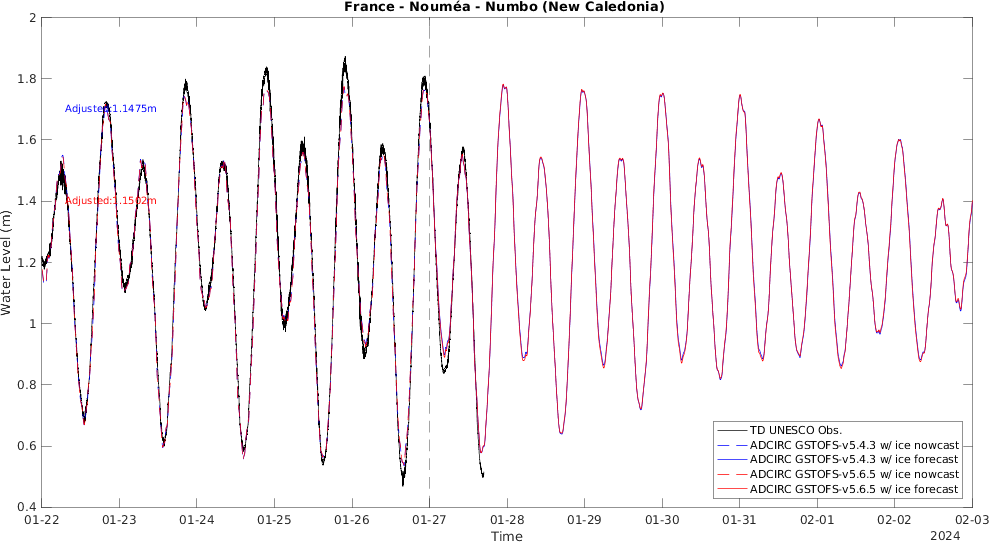 France - Nouméa - Numbo (New Caledonia)
2
1.8
1.6
1.4
1.2
1
0.8
0.6
0.4
Water Level (m)
Adjusted:1.1475m
Adjusted:1.1502m
TD UNESCO Obs.
ADCIRC GSTOFS-v5.4.3 w/ ice nowcast
ADCIRC GSTOFS-v5.4.3 w/ ice forecast
ADCIRC GSTOFS-v5.6.5 w/ ice nowcast
ADCIRC GSTOFS-v5.6.5 w/ ice forecast
01-22 01-23 01-24 01-25 01-26 01-27 01-28 01-29 01-30 01-31 02-01 02-02 02-03
Time
2024